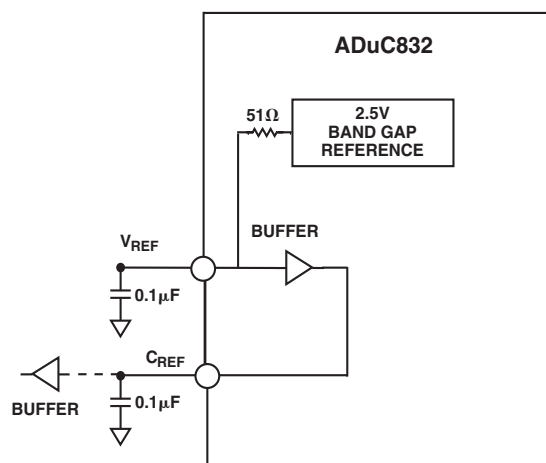 ADuC832
51Ω
2.5V
BAND GAP
REFERENCE
VREF
BUFFER
0.1μF
CREF
BUFFER
0.1μF